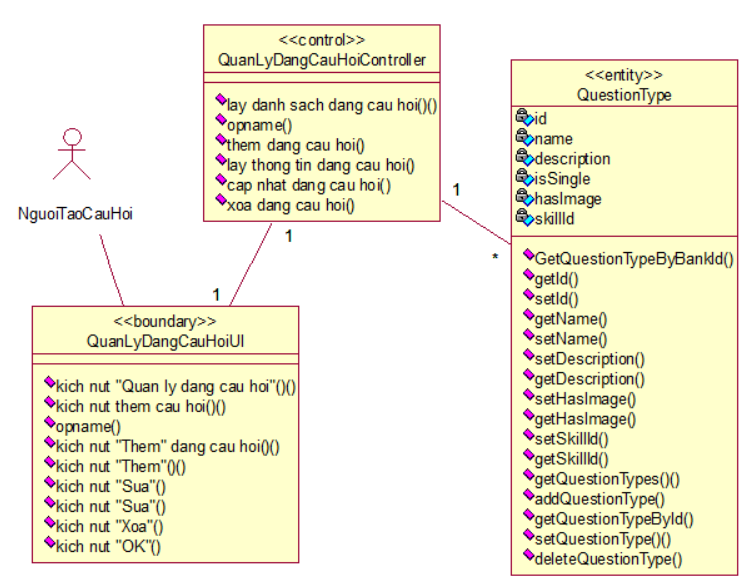 <<control>>
QuanLyDangCauHoiController
lay danh sach dang cau hoi()()
opname()
them dang cau hoi()
lay thong tin dang cau hoi()
cap nhat dang cau hoi()
xoa dang cau hoi()
<<entity>>
QuestionType
id
name
description
isSingle
hasImage
skillId
GetQuestionTypeByBankId()
getId()
setId()
getName()
setName()
setDescription()
getDescription()
setHasImage()
getHasImage()
setSkillId()
getSkillId()
getQuestionTypes()()
addQuestionType()
getQuestionTypeById()
setQuestionType()()
deleteQuestionType()
NguoiTaoCauHoi
1
*
1
1
<<boundary>>
QuanLyDangCauHoiUI
kich nut "Quan ly dang cau hoi"()()
kich nut them cau hoi()()
opname()
kich nut "Them" dang cau hoi()()
kich nut "Them"()()
kich nut "Sua"()
kich nut "Sua"()
kich nut "Xoa"()
kich nut "OK"()